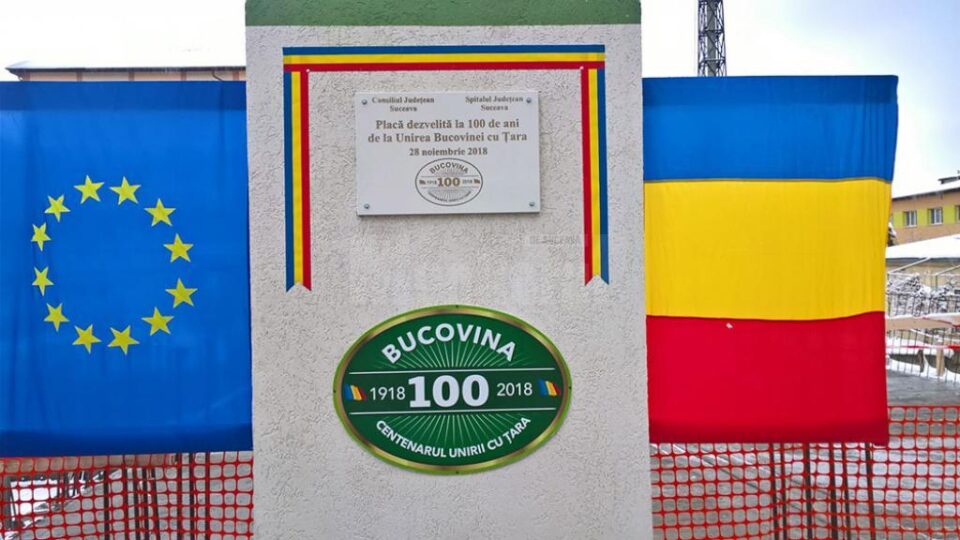 Consiliul Județean
Suceava
Spitalul Județean
Suceava
Placă dezvelită la 100 de ani
de la Unirea Bucovinei cu Țara
28 noiembrie 2018
BUCOVINA
1918 100 2018
BUCOVINA
1918 100 2018
CENTENARUL UNIRII CU ȚARA